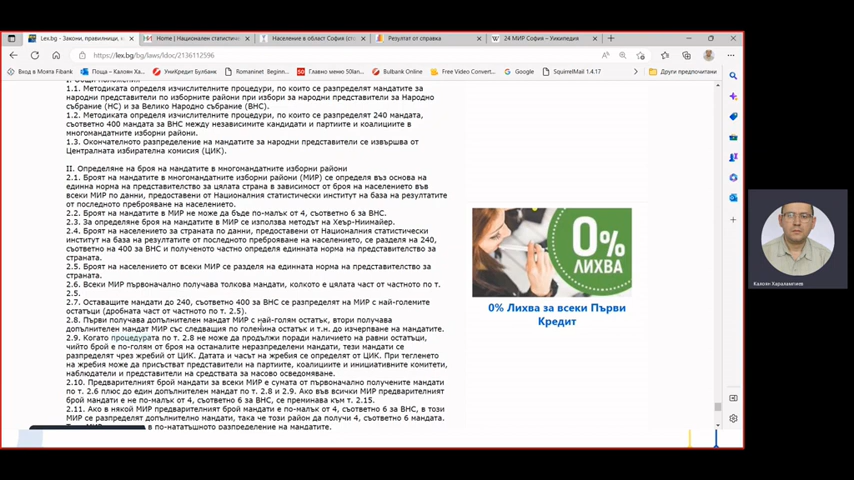 Lex.bg - Закони, правилници, к
Home | Национален статистиче
Население в област София (сто
Резултат от справка
24 МИР София – Уикипедия
https://lex.bg/bg/laws/ldoc/2136112596
Вход в Моята Fibank
Поща – Калоян Ха...
УниКредит Булбанк
Romaninet Beginn...
Главно меню 50lan...
Bulbank Online
Free Video Convert...
Google
SquirrelMail 1.4.17
Други предпочитани
1.1. Методиката определя изчислителните процедури, по които се разпределят мандатите за
народни представители по изборните райони при избори за народни представители за Народно
събрание (НС) и за Велико Народно събрание (ВНС).
1.2. Методиката определя изчислителните процедури, по които се разпределят 240 мандата,
съответно 400 мандата за ВНС между независимите кандидати и партиите и коалициите в
многомандатните изборни райони.
1.3. Окончателното разпределение на мандатите за народни представители се извършва от
Централната избирателна комисия (ЦИК).
II. Определяне на броя на мандатите в многомандатните изборни райони
2.1. Броят на мандатите в многомандатните изборни райони (МИР) се определя въз основа на
единна норма на представителство за цялата страна в зависимост от броя на населението във
всеки МИР по данни, предоставени от Националния статистически институт на база на резултатите
от последното преброяване на населението.
2.2. Броят на мандатите в МИР не може да бъде по-малък от 4, съответно 6 за ВНС.
2.3. За определяне броя на мандатите в МИР се използва методът на Хеър-Ниимайер.
2.4. Броят на населението за страната по данни, предоставени от Националния статистически
институт на база на резултатите от последното преброяване на населението, се разделя на 240,
съответно на 400 за ВНС и полученото частно определя единната норма на представителство за
страната.
2.5. Броят на населението от всеки МИР се разделя на единната норма на представителство за
страната.
2.6. Всеки МИР първоначално получава толкова мандати, колкото е цялата част от частното по т.
2.5.
2.7. Оставащите мандати до 240, съответно 400 за ВНС се разпределят на МИР с най-големите
остатъци (дробната част от частното по т. 2.5).
2.8. Първи получава допълнителен мандат МИР с най-голям остатък, втори получава
допълнителен мандат МИР със следващия по големина остатък и т.н. до изчерпване на мандатите.
2.9. Когато процедурата по т. 2.8 не може да продължи поради наличието на равни остатъци,
чийто брой е по-голям от броя на останалите неразпределени мандати, тези мандати се
разпределят чрез жребий от ЦИК. Датата и часът на жребия се определят от ЦИК. При тегленето
на жребия може да присъстват представители на партиите, коалициите и инициативните комитети,
наблюдатели и представители на средствата за масово осведомяване.
2.10. Предварителният брой мандати за всеки МИР е сумата от първоначално получените мандати
по т. 2.6 плюс до един допълнителен мандат по т. 2.8 и 2.9. Ако във всички МИР предварителният
брой мандати е не по-малък от 4, съответно 6 за ВНС, се преминава към т. 2.15.
2.11. Ако в някой МИР предварителният брой мандати е по-малък от 4, съответно 6 за ВНС, в този
МИР се разпределят допълнително мандати, така че този район да получи 4, съответно 6 мандата.
в по-нататъшното разпределение на мандатите.
0%
ЛИХВА
0% Лихва за всеки Първи
Кредит
Калоян Харалампиев